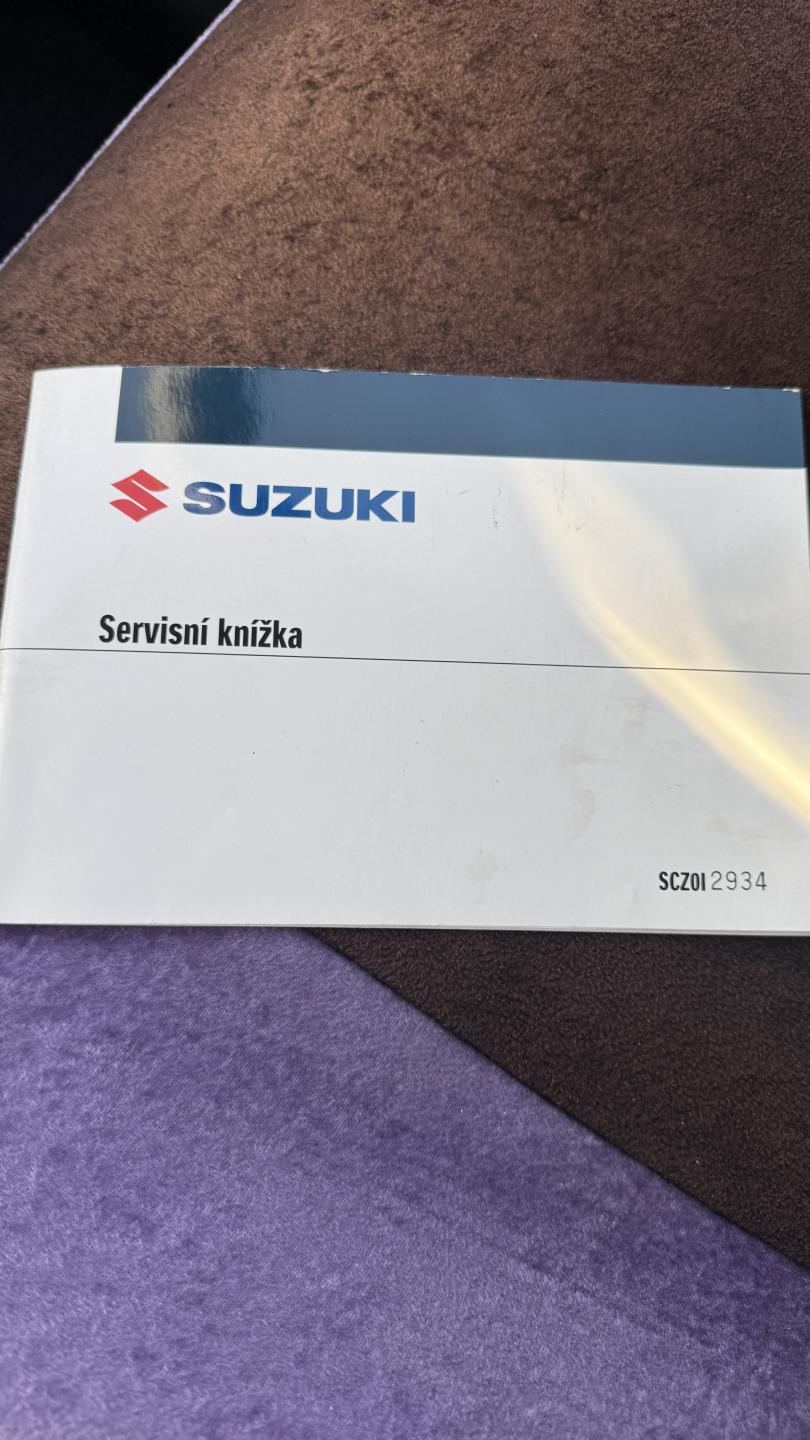 SUZUKI
Servisní knížka
SCZ01 2934